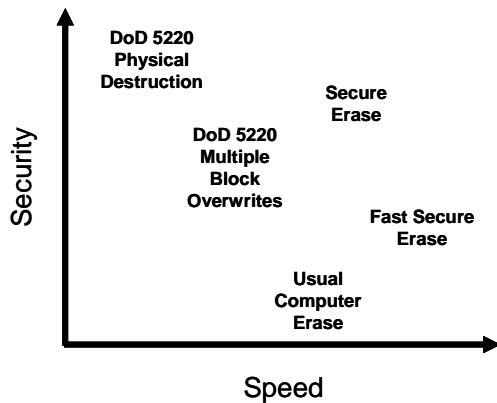 DoD 5220
Physical
Destruction
Secure
Erase
DoD 5220
Multiple
Block
Overwrites
Fast Secure
Erase
Usual
Computer
Erase
Security
Speed